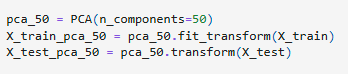 pca_50 = PCA(n_components=50)
X_train_pca_50 = pca_50.fit_transform(X_train)
X_test_pca_50 = pca_50.transform(X_test)